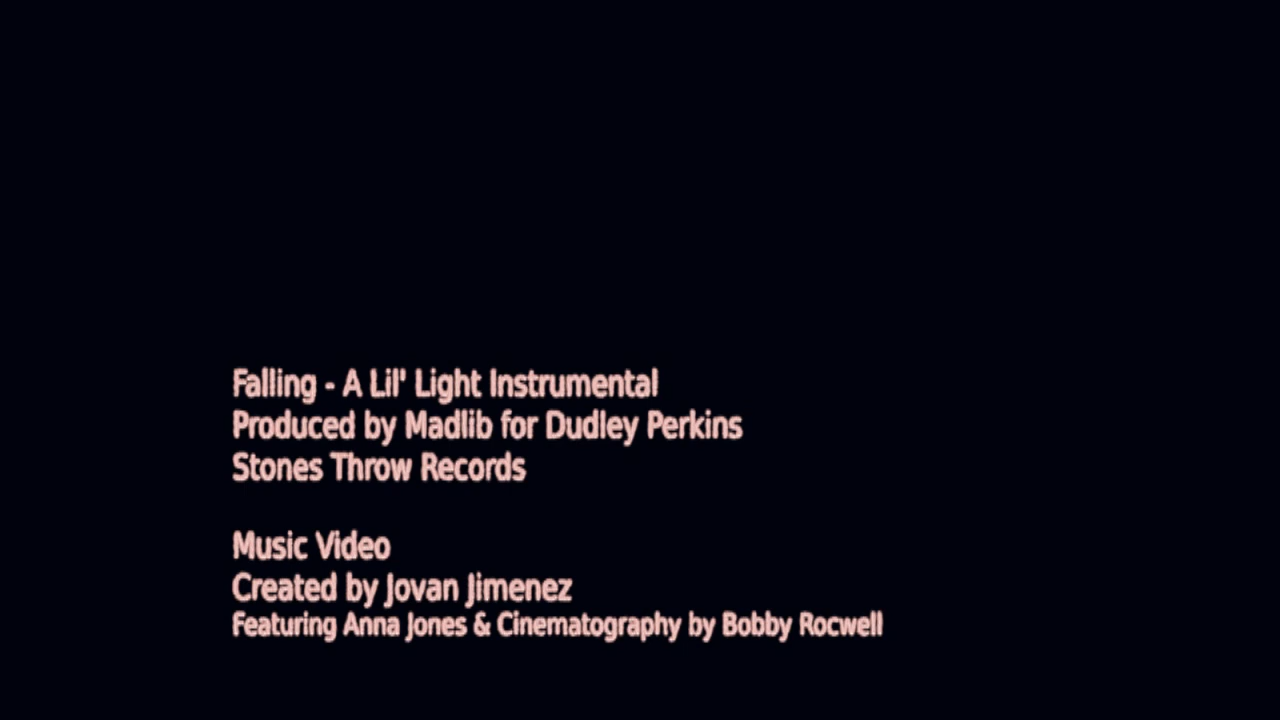 Falling - A Lil' Light Instrumental
Produced by Madlib for Dudley Perkins
Stones Throw Records
Music Video
Created by Jovan Jimenez
Featuring Anna Jones & Cinematography by Bobby Rocwell